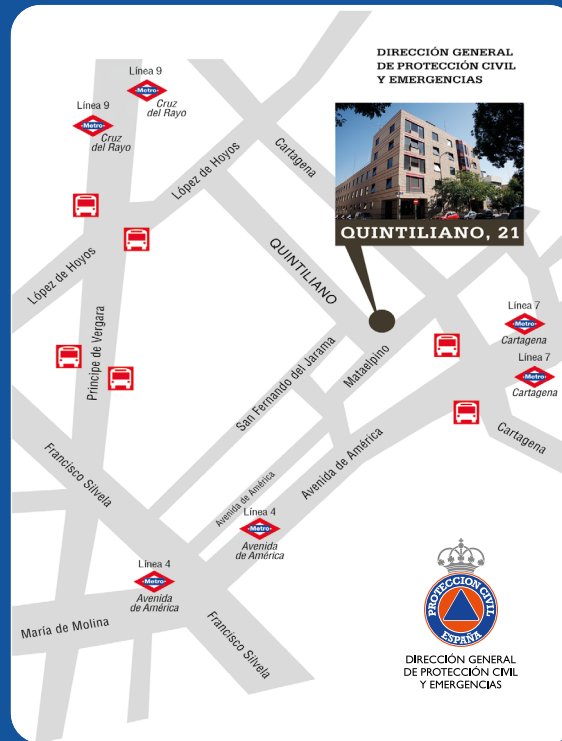 DIRECCIÓN GENERAL
DE PROTECCIÓN CIVIL
Y EMERGENCIAS
Línea 9
Metro
Cruz
del Rayo
Línea 9
Metro
Cruz
del Rayo
López de Hoyos
Cartagena
QUINTILIANO, 21
QUINTILIANO
López de Hoyos
Príncipe de Vergara
San Fernando del Jarama
Mataelpino
Línea 7
Metro
Cartagena
Línea 7
Metro
Cartagena
Cartagena
Francisco Silvela
Avenida de América
Avenida de América
Línea 4
Metro
Avenida
de América
Línea 4
Metro
Avenida
de América
María de Molina
Francisco Silvela
PROTECCION CIVIL
ESPAÑA
DIRECCIÓN GENERAL
DE PROTECCIÓN CIVIL
Y EMERGENCIAS